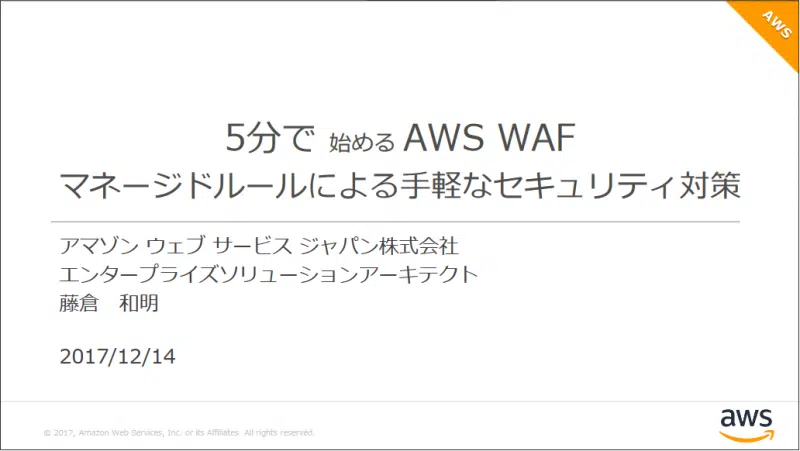 AWS
5分で 始める AWS WAF
マネージドルールによる手軽なセキュリティ対策
アマゾン ウェブ サービス ジャパン株式会社
エンタープライズソリューションアーキテクト
藤倉　和明
2017/12/14
© 2017, Amazon Web Services, Inc. or its Affiliates. All rights reserved.
aws